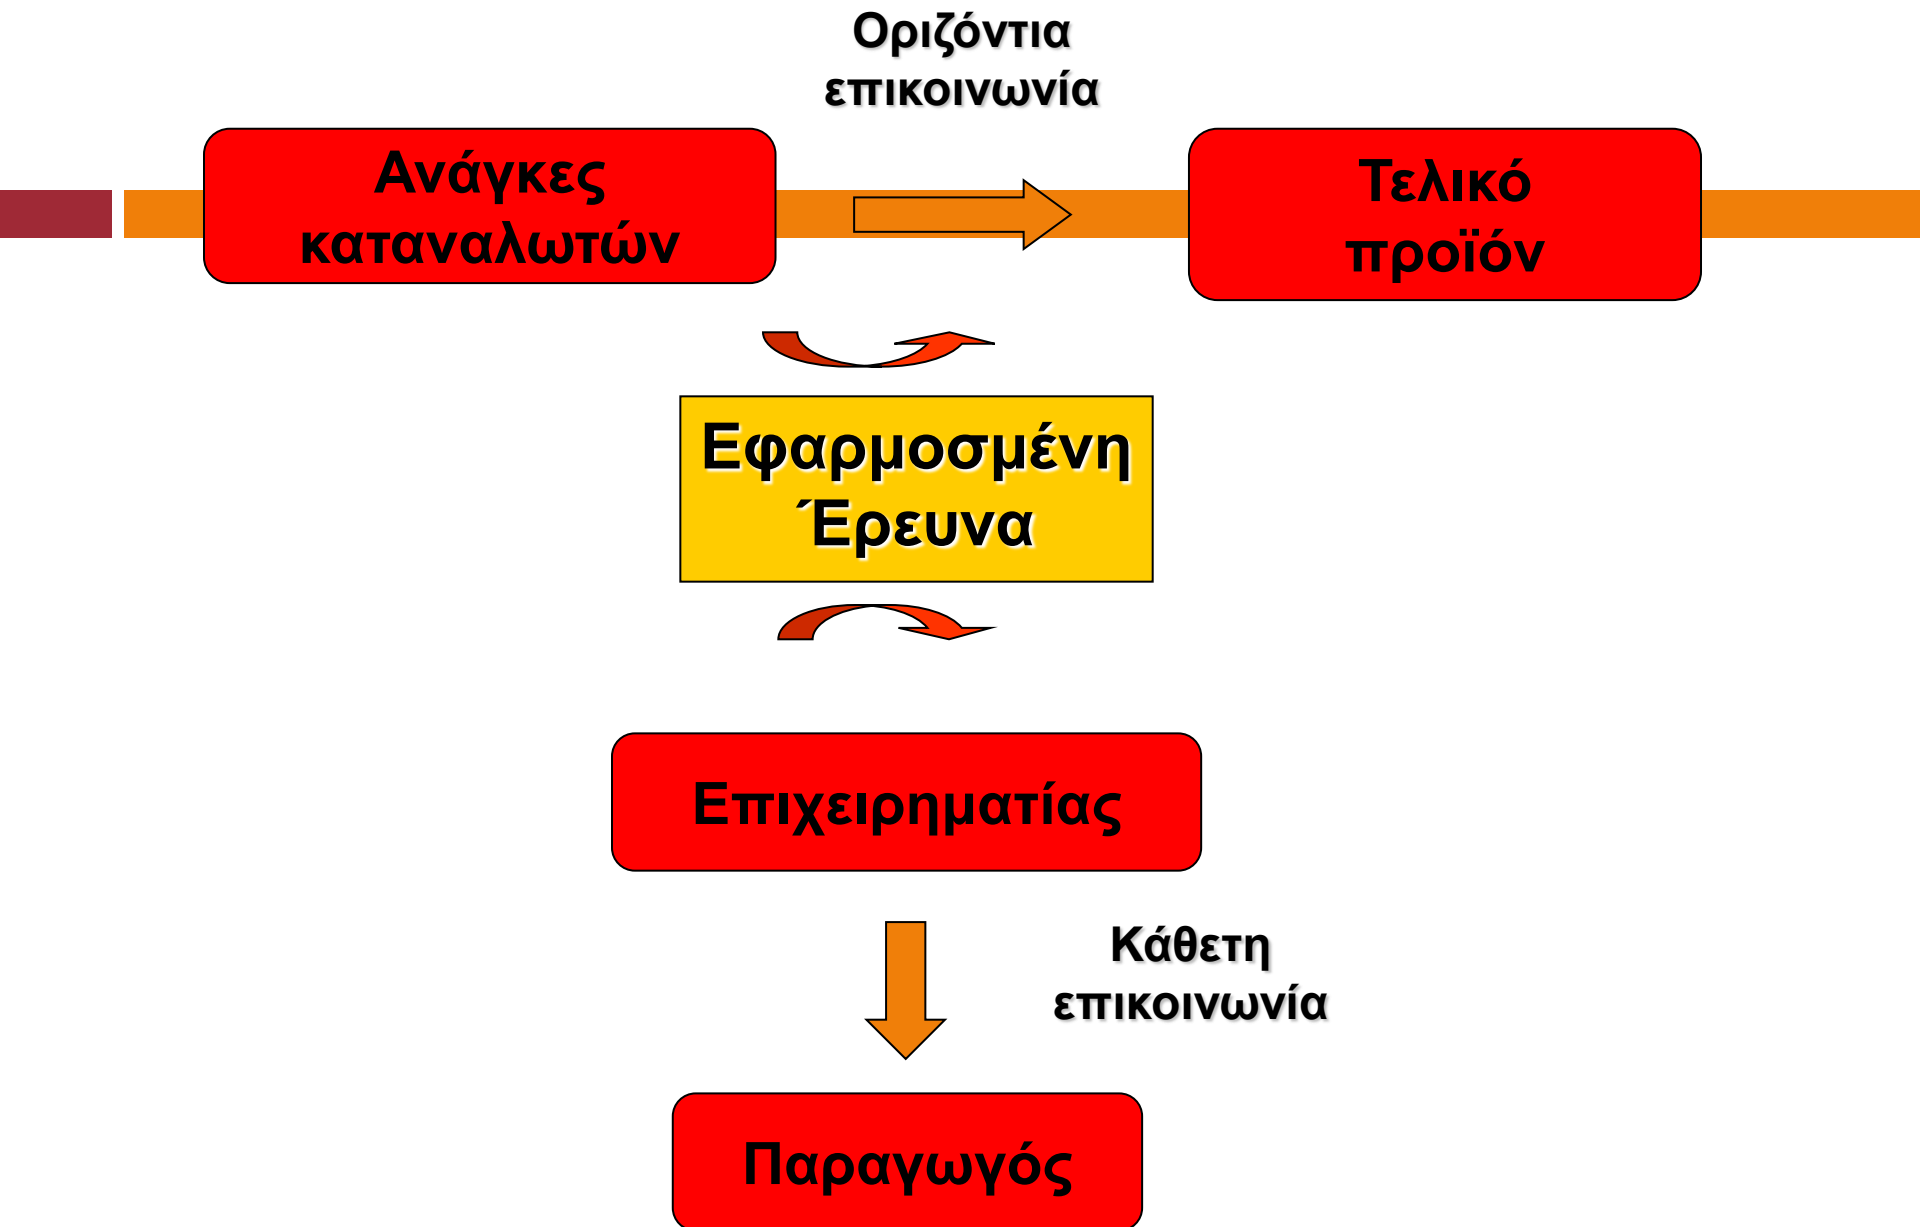 Οριζόντια
επικοινωνία
Ανάγκες
καταναλωτών
Τελικό
προϊόν
Εφαρμοσμένη
Έρευνα
Επιχειρηματίας
Κάθετη
επικοινωνία
Παραγωγός